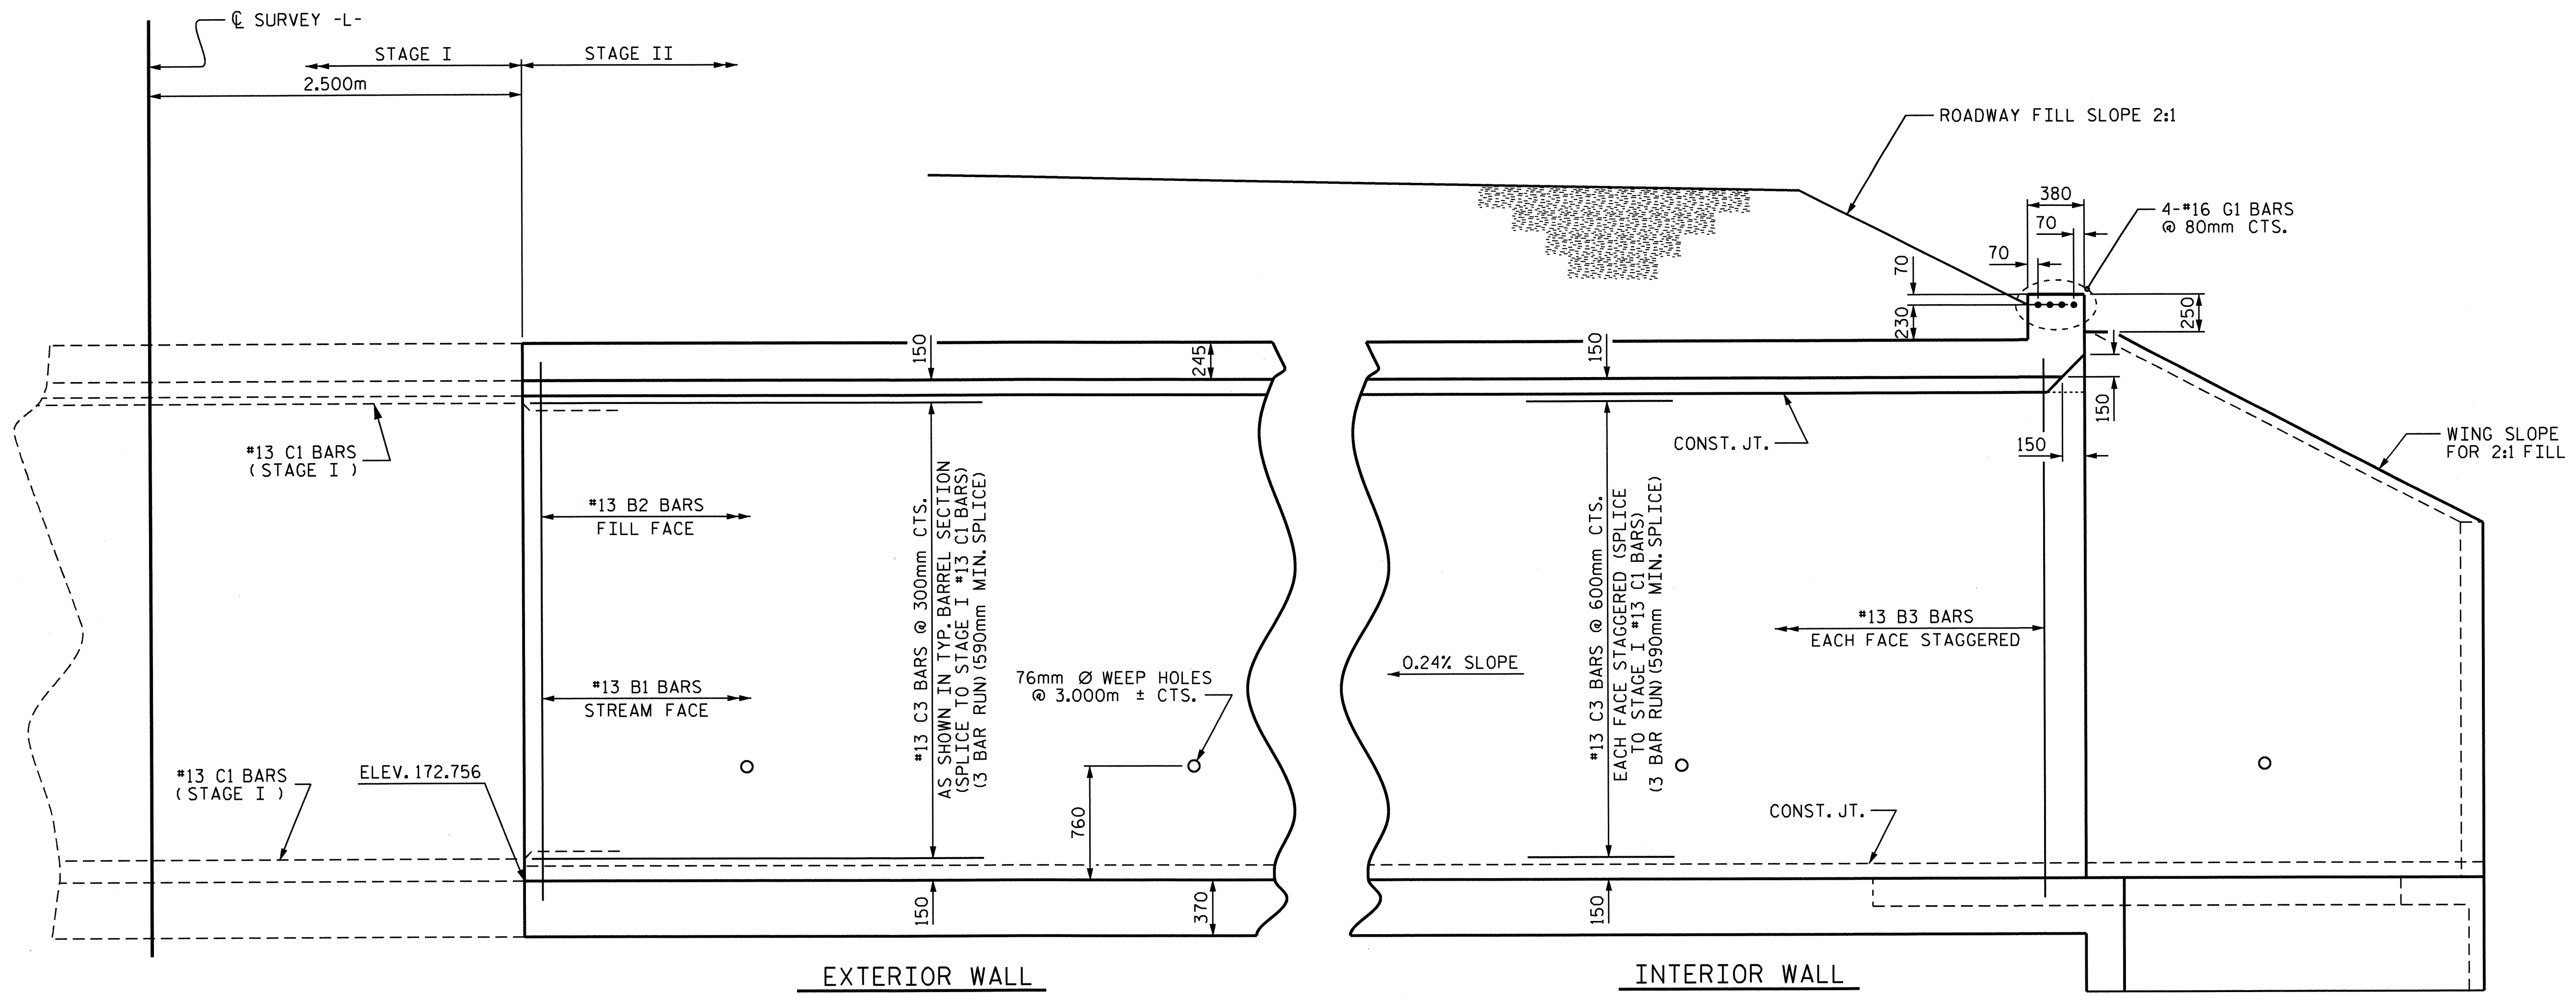 ℄ SURVEY -L-
STAGE I
STAGE II
2.500m
ROADWAY FILL SLOPE 2:1
380
4-#16 G1 BARS
@ 80mm CTS.
70
70
70
230
250
150
245
150
150
150
#13 C1 BARS
( STAGE I )
CONST. JT.
WING SLOPE
FOR 2:1 FILL
#13 B2 BARS
FILL FACE
#13 C3 BARS @ 300mm CTS.
AS SHOWN IN TYP. BARREL SECTION
(SPLICE TO STAGE I #13 C1 BARS)
(3 BAR RUN) (590mm MIN. SPLICE)
#13 C3 BARS @ 600mm CTS.
EACH FACE STAGGERED (SPLICE
TO STAGE I #13 C1 BARS)
(3 BAR RUN) (590mm MIN. SPLICE)
#13 B3 BARS
EACH FACE STAGGERED
0.24% SLOPE
76mm Ø WEEP HOLES
@ 3.000m ± CTS.
#13 B1 BARS
STREAM FACE
#13 C1 BARS
( STAGE I )
ELEV. 172.756
760
CONST. JT.
150
370
150
EXTERIOR WALL
INTERIOR WALL